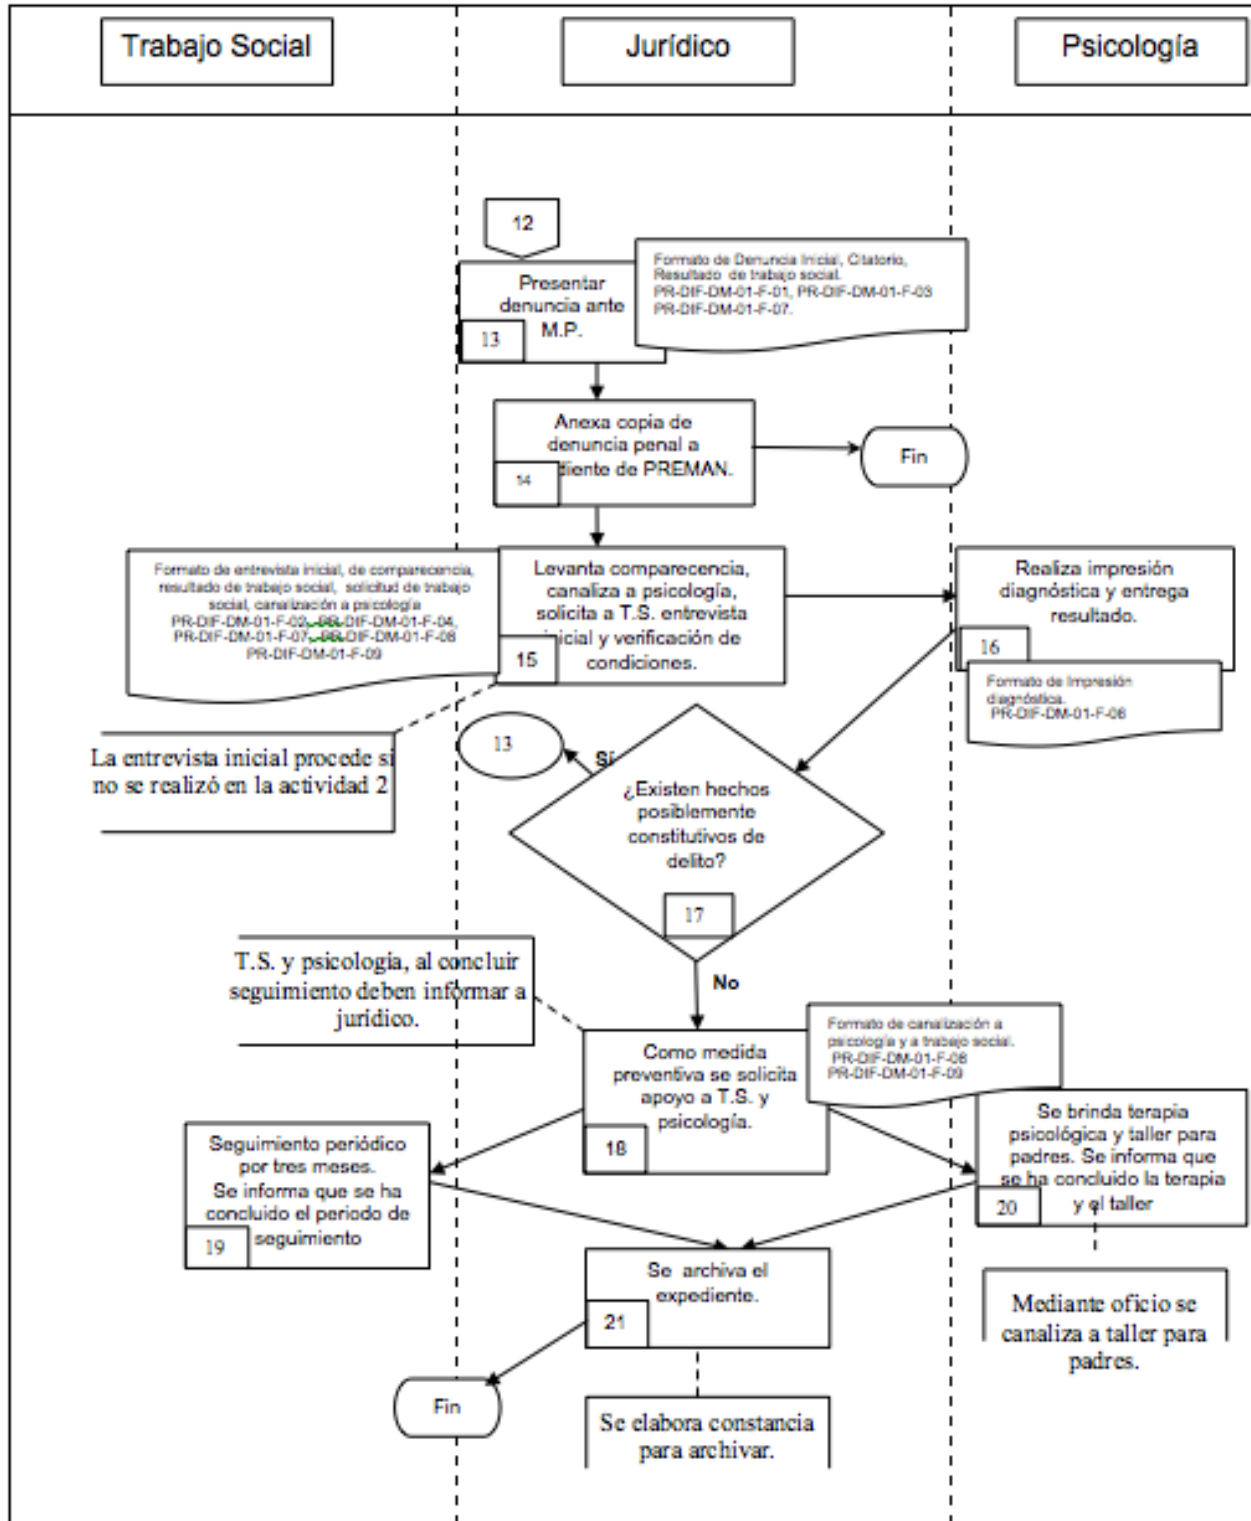 Trabajo Social
Jurídico
Psicología
12
Presentar
denuncia ante
M.P.
13
Formato de Denuncia Inicial, Citatorio,
Resultado de trabajo social.
PR-DIF-DM-01-F-01, PR-DIF-DM-01-F-03
PR-DIF-DM-01-F-07.
Anexa copia de
denuncia penal a
diente de PREMAN.
14
Fin
Formato de entrevista inicial, de comparecencia,
resultado de trabajo social, solicitud de trabajo
social, canalización a psicología
PR-DIF-DM-01-F-02, PR-DIF-DM-01-F-04,
PR-DIF-DM-01-F-07, PR-DIF-DM-01-F-08
PR-DIF-DM-01-F-09
Levanta comparecencia,
canaliza a psicología,
solicita a T.S. entrevista
inicial y verificación de
condiciones.
15
Realiza impresión
diagnóstica y entrega
resultado.
16
Formato de Impresión
diagnóstica.
PR-DIF-DM-01-F-06
La entrevista inicial procede si
no se realizó en la actividad 2
13
Sí
¿Existen hechos
posiblemente
constitutivos de
delito?
17
No
T.S. y psicología, al concluir
seguimiento deben informar a
jurídico.
Como medida
preventiva se solicita
apoyo a T.S. y
psicología.
18
Formato de canalización a
psicología y a trabajo social.
PR-DIF-DM-01-F-08
PR-DIF-DM-01-F-09
Seguimiento periódico
por tres meses.
Se informa que se ha
concluido el periodo de
seguimiento
19
Se brinda terapia
psicológica y taller para
padres. Se informa que
se ha concluido la terapia
y el taller
20
Se archiva el
expediente.
21
Mediante oficio se
canaliza a taller para
padres.
Fin
Se elabora constancia
para archivar.